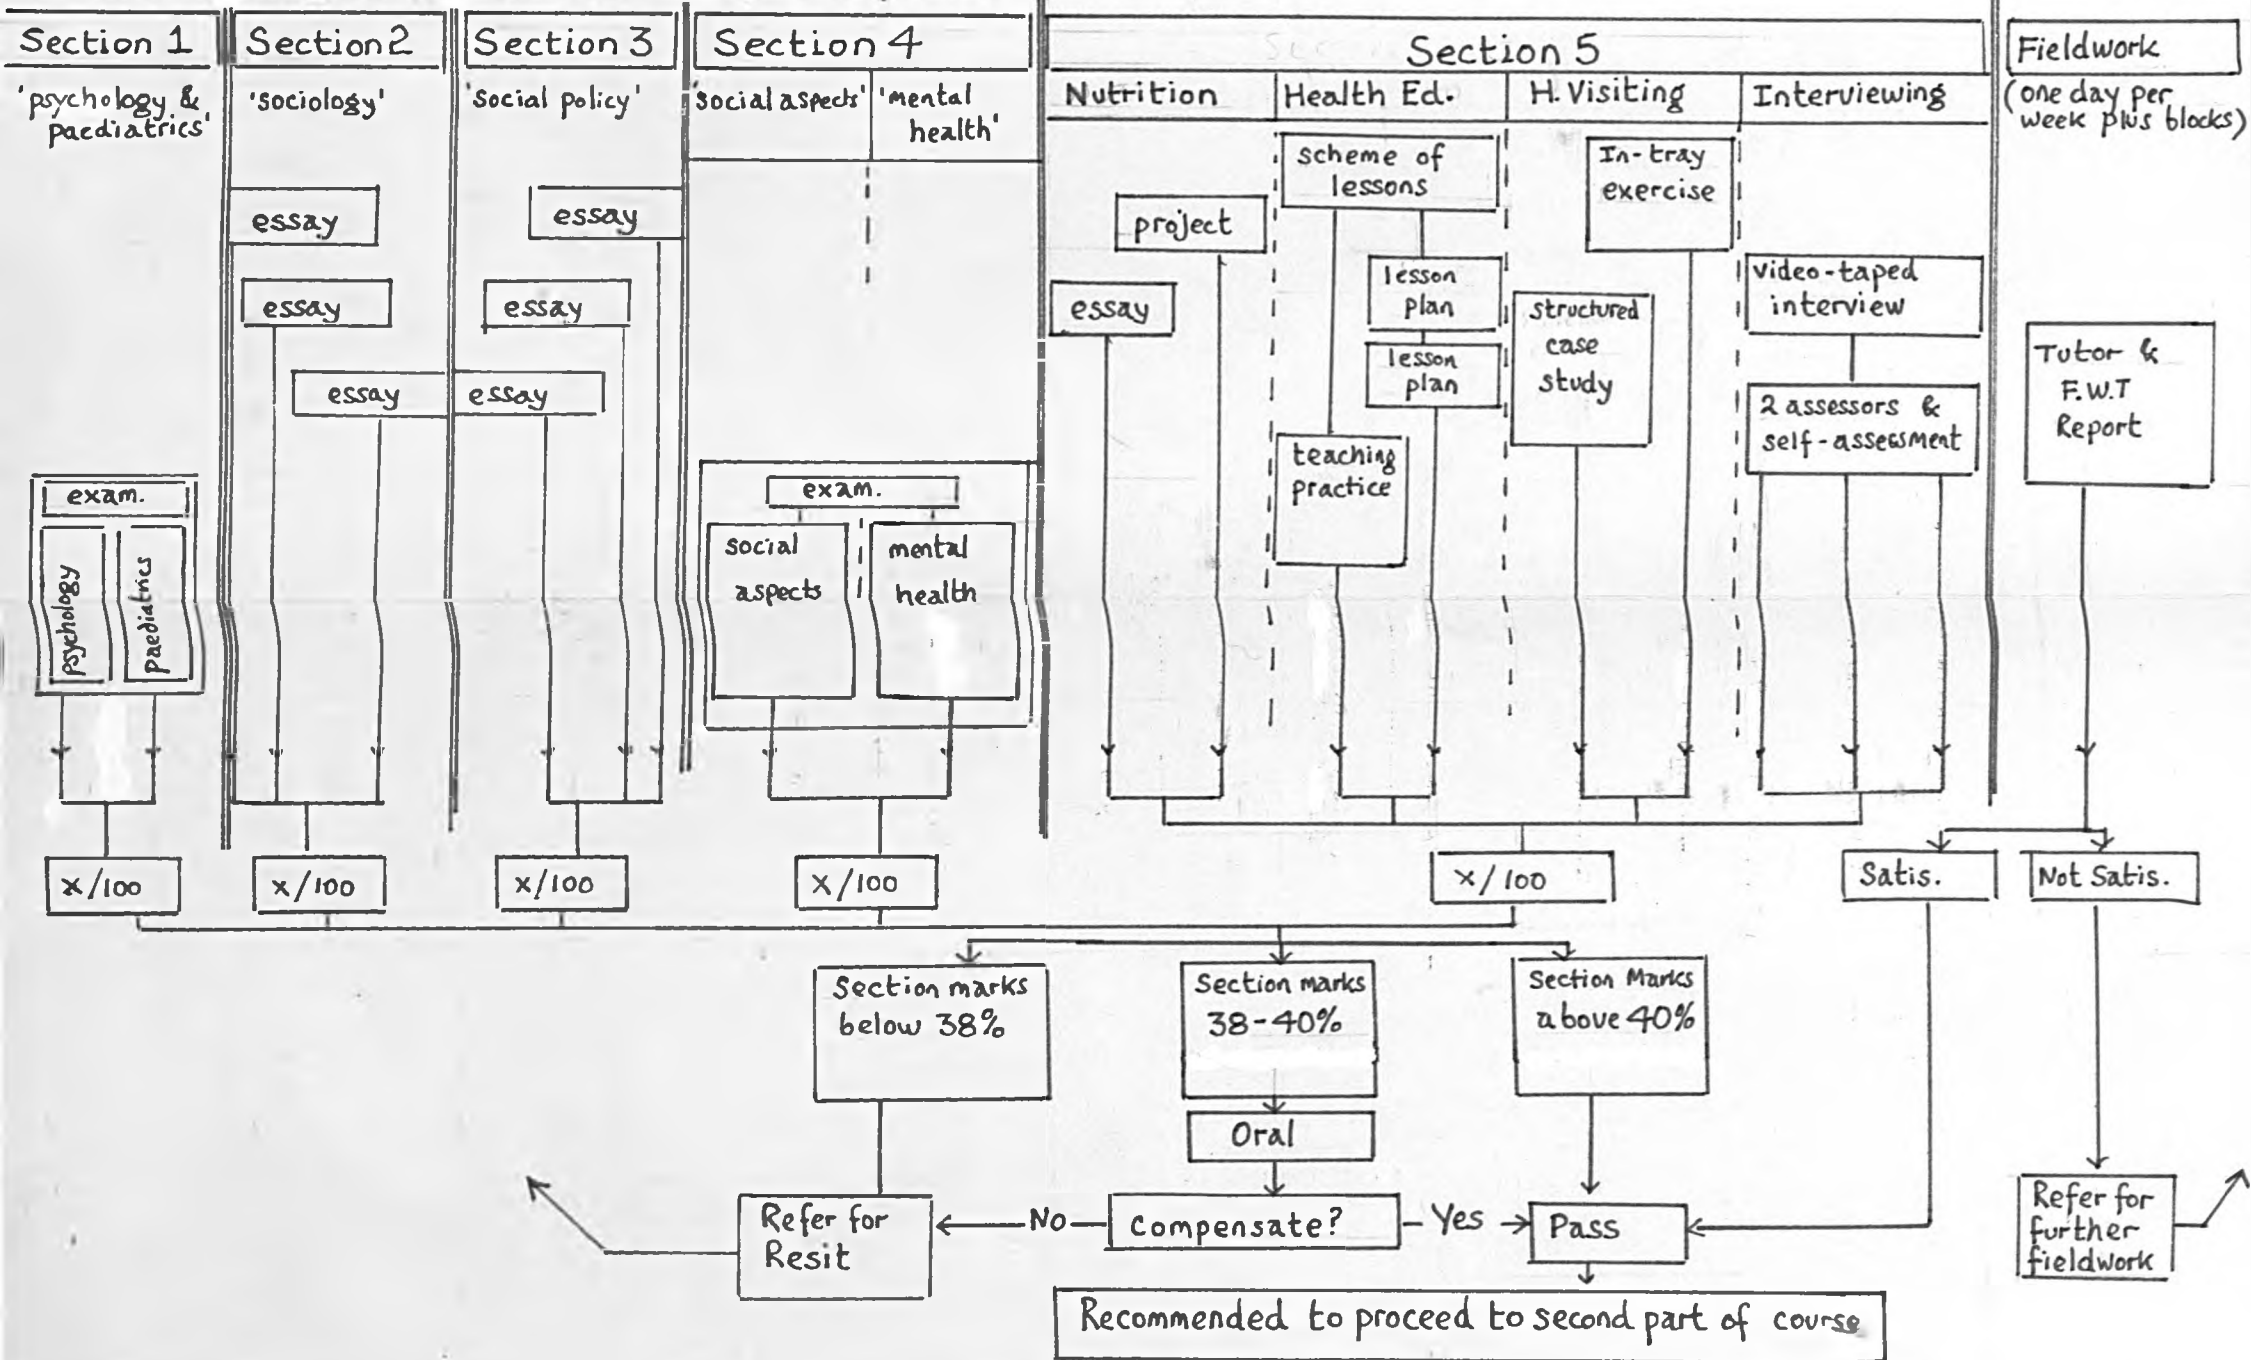 Section 1
Section 2
Section 3
Section 4
Section 5
Fieldwork
'psychology &
paediatrics'
'sociology'
'social policy'
'social aspects'
'mental
health'
Nutrition
Health Ed.
H. Visiting
Interviewing
(one day per
week plus blocks)
essay
essay
essay
essay
essay
essay
exam.
psychology
paediatrics
exam.
social
aspects
mental
health
project
essay
scheme of
lessons
lesson
plan
lesson
plan
teaching
practice
In-tray
exercise
structured
case
study
video-taped
interview
2 assessors &
self-assessment
Tutor &
F.W.T
Report
x/100
x/100
x/100
x/100
x/100
Satis.
Not Satis.
Section marks
below 38%
Section marks
38-40%
Section Marks
above 40%
Oral
Refer for
Resit
No
compensate?
Yes
Pass
Refer for
further
fieldwork
Recommended to proceed to second part of course